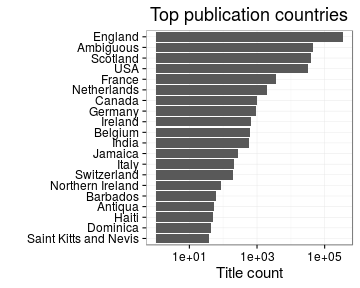 Top publication countries
England
Ambiguous
Scotland
USA
France
Netherlands
Canada
Germany
Ireland
Belgium
India
Jamaica
Italy
Switzerland
Northern Ireland
Barbados
Antigua
Haiti
Dominica
Saint Kitts and Nevis
1e+01 1e+03 1e+05
Title count